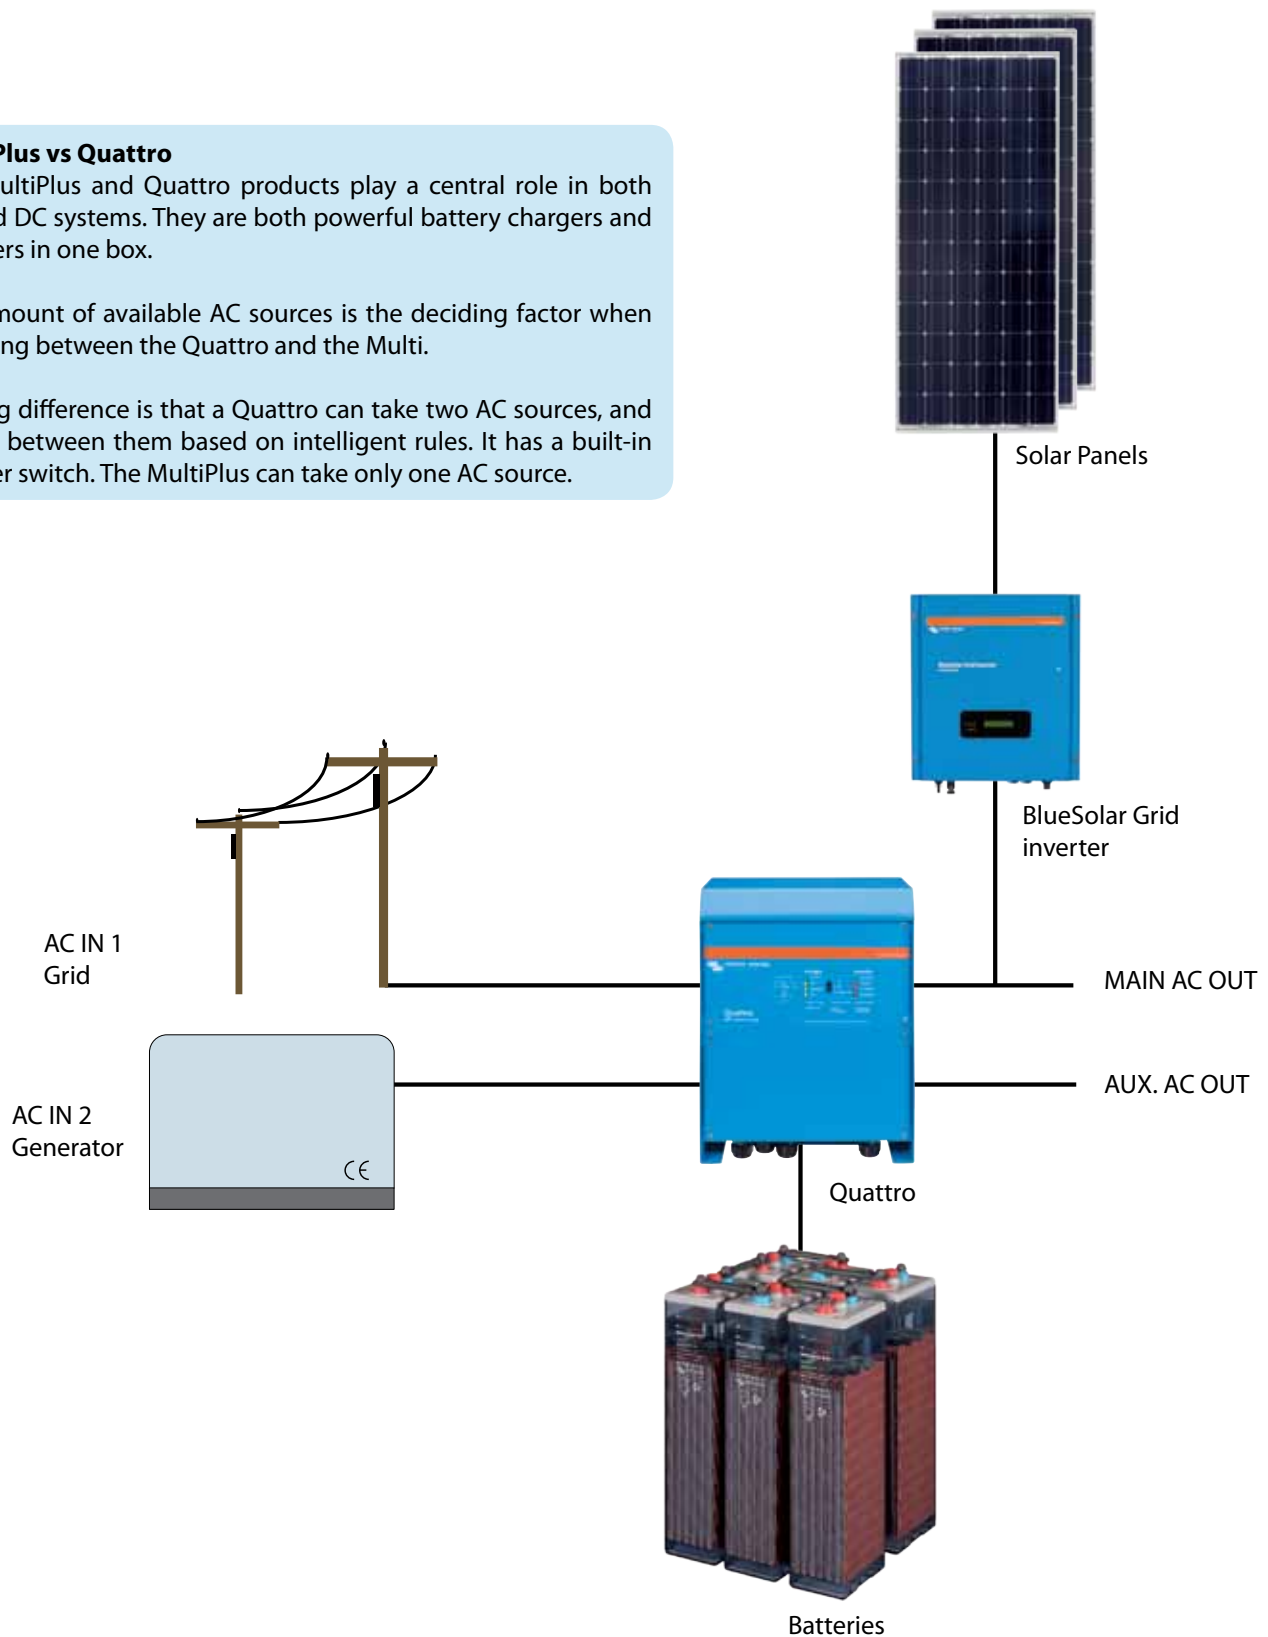 Plus vs Quattro
ultiPlus and Quattro products play a central role in both
d DC systems. They are both powerful battery chargers and
ers in one box.
mount of available AC sources is the deciding factor when
ng between the Quattro and the Multi.
g difference is that a Quattro can take two AC sources, and
between them based on intelligent rules. It has a built-in
er switch. The MultiPlus can take only one AC source.
Solar Panels
BlueSolar Grid
inverter
AC IN 1
Grid
MAIN AC OUT
AC IN 2
Generator
CE
AUX. AC OUT
Quattro
Batteries